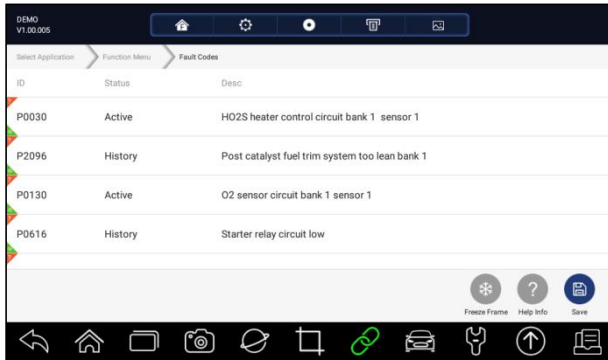 DEMO
V1.00.005
Select Application Function Menu Fault Codes
ID Status Desc
P0030 Active HO2S heater control circuit bank 1 sensor 1
P2096 History Post catalyst fuel trim system too lean bank 1
P0130 Active O2 sensor circuit bank 1 sensor 1
P0616 History Starter relay circuit low
Freeze Frame Help Info Save